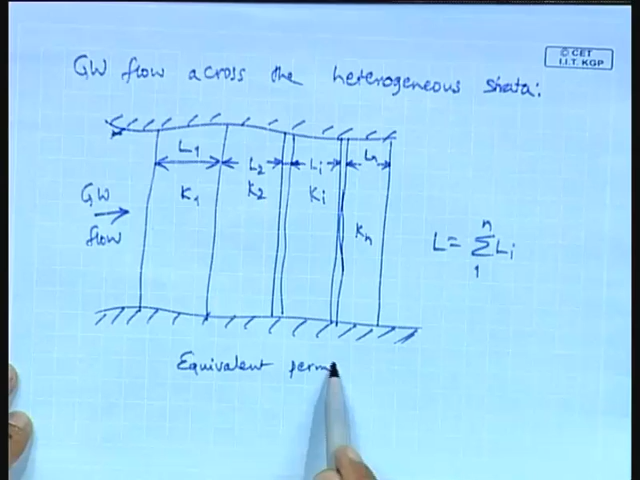 © CET
I.I.T. KGP
GW flow across the heterogeneous strata:
L1 L2 Li Ln
K1 K2 Ki
GW
flow
Kn
n
L = Σ Li
1
Equivalent perm